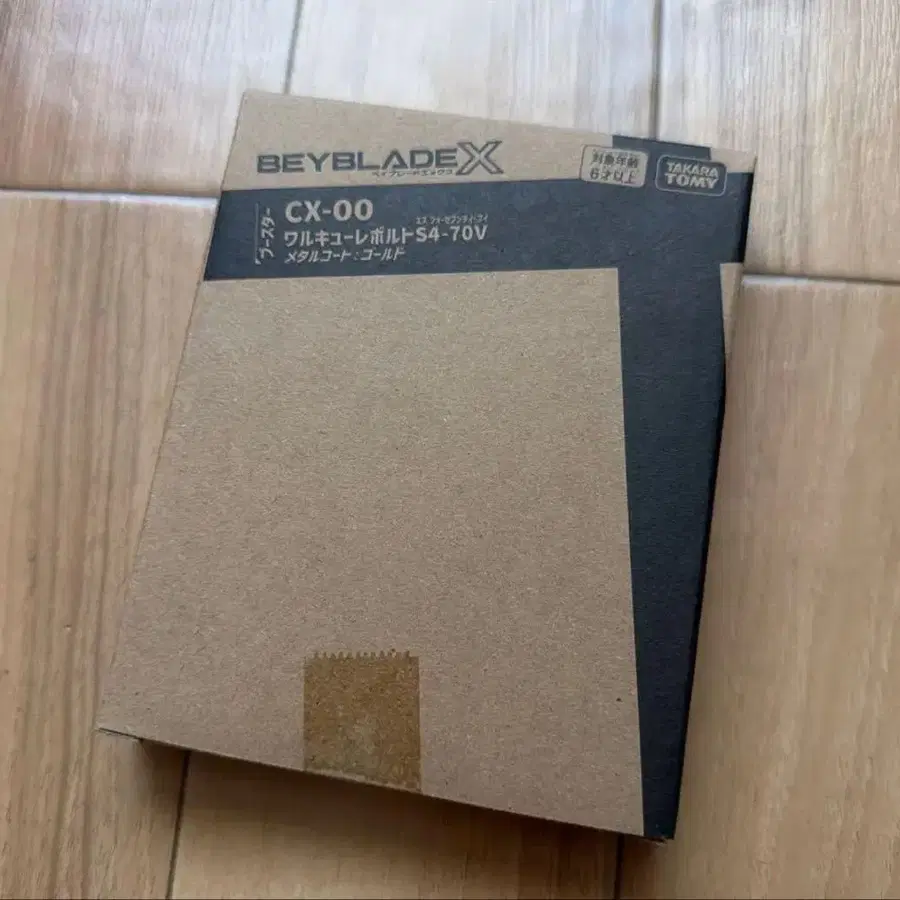 BEYBLADE X
ベイブレードエックス
対象年齢
6才以上
TAKARA
TOMY
ブースター
CX-00
エス フォーセブンティ ブイ
ワルキューレボルトS4-70V
メタルコート:ゴールド